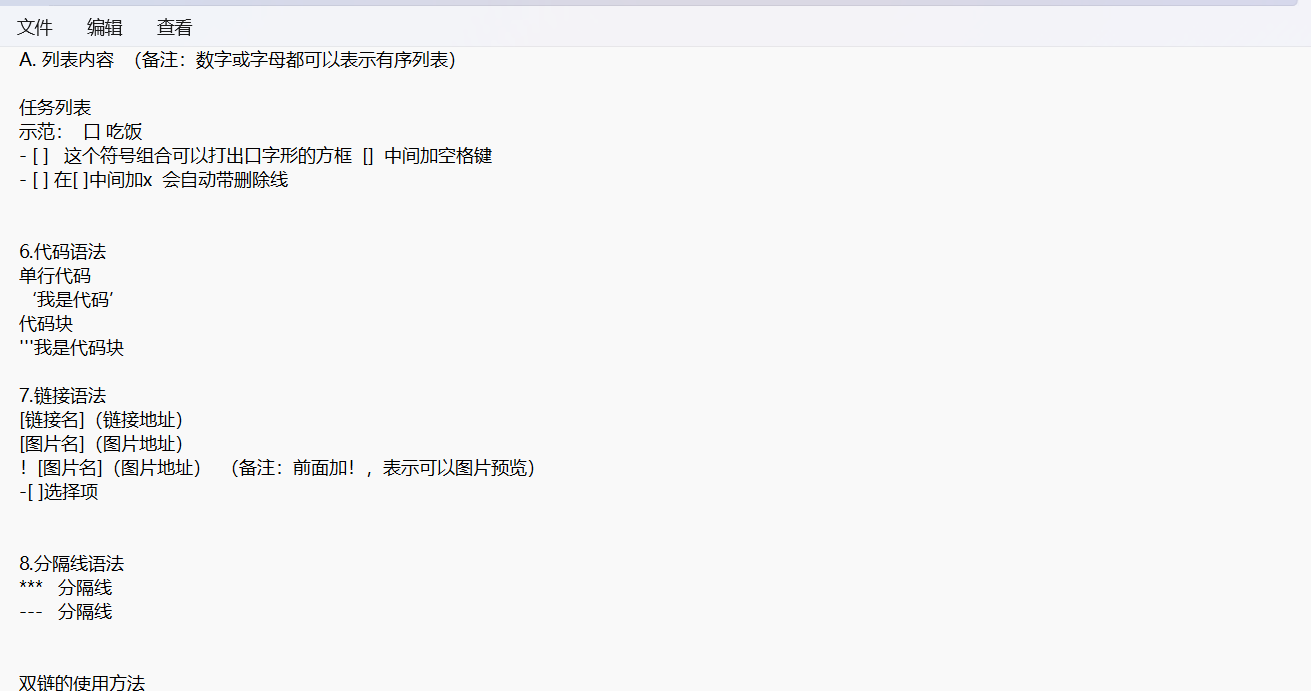 文件 编辑 查看
A. 列表内容 （备注：数字或字母都可以表示有序列表）
任务列表
示范： 口 吃饭
- [ ] 这个符号组合可以打出口字形的方框 [] 中间加空格键
- [ ] 在[ ]中间加x 会自动带删除线
6.代码语法
单行代码
‘我是代码’
代码块
'''我是代码块
7.链接语法
[链接名]（链接地址）
[图片名]（图片地址）
！[图片名]（图片地址） （备注：前面加！，表示可以图片预览）
-[ ]选择项
8.分隔线语法
*** 分隔线
--- 分隔线
双链的使用方法